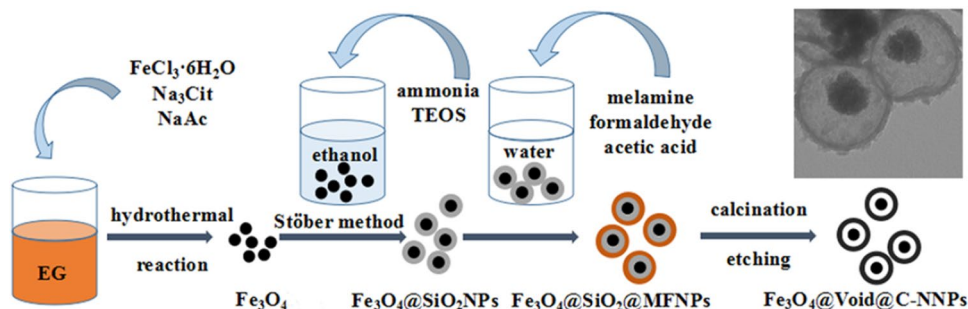 FeCl₃·6H₂O
Na₃Cit
NaAc
EG
hydrothermal
reaction
Fe₃O₄
ammonia
TEOS
ethanol
Stöber method
Fe₃O₄@SiO₂NPs
melamine
formaldehyde
acetic acid
water
Fe₃O₄@SiO₂@MFNPs
calcination
etching
Fe₃O₄@Void@C-NNPs